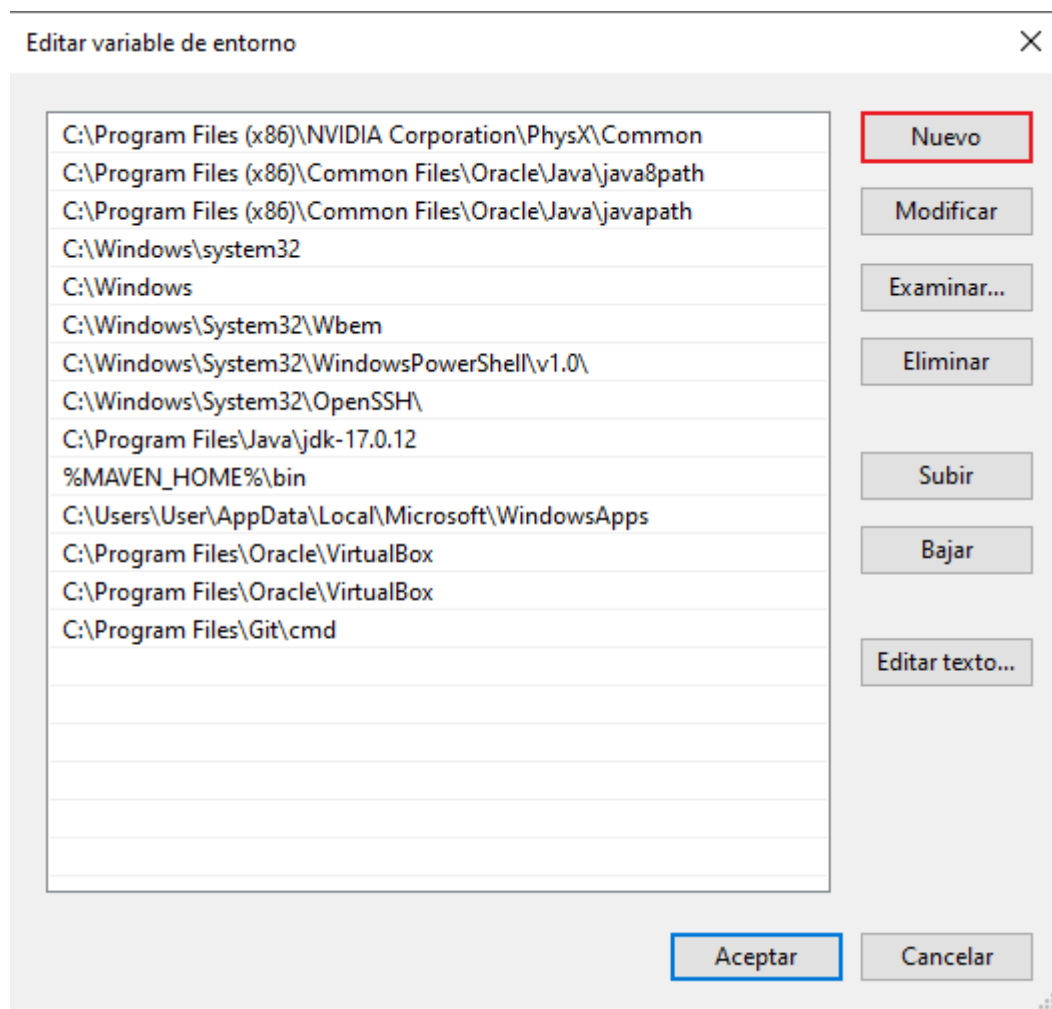 Editar variable de entorno
C:\Program Files (x86)\NVIDIA Corporation\PhysX\Common
C:\Program Files (x86)\Common Files\Oracle\Java\java8path
C:\Program Files (x86)\Common Files\Oracle\Java\javapath
C:\Windows\system32
C:\Windows
C:\Windows\System32\Wbem
C:\Windows\System32\WindowsPowerShell\v1.0\
C:\Windows\System32\OpenSSH\
C:\Program Files\Java\jdk-17.0.12
%MAVEN_HOME%\bin
C:\Users\User\AppData\Local\Microsoft\WindowsApps
C:\Program Files\Oracle\VirtualBox
C:\Program Files\Oracle\VirtualBox
C:\Program Files\Git\cmd
Nuevo
Modificar
Examinar...
Eliminar
Subir
Bajar
Editar texto...
Aceptar
Cancelar